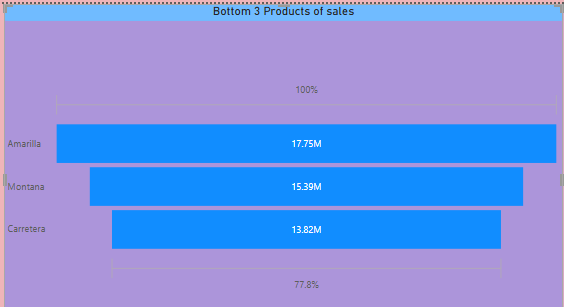 Bottom 3 Products of sales
100%
Amarilla 17.75M
Montana 15.39M
Carretera 13.82M
77.8%